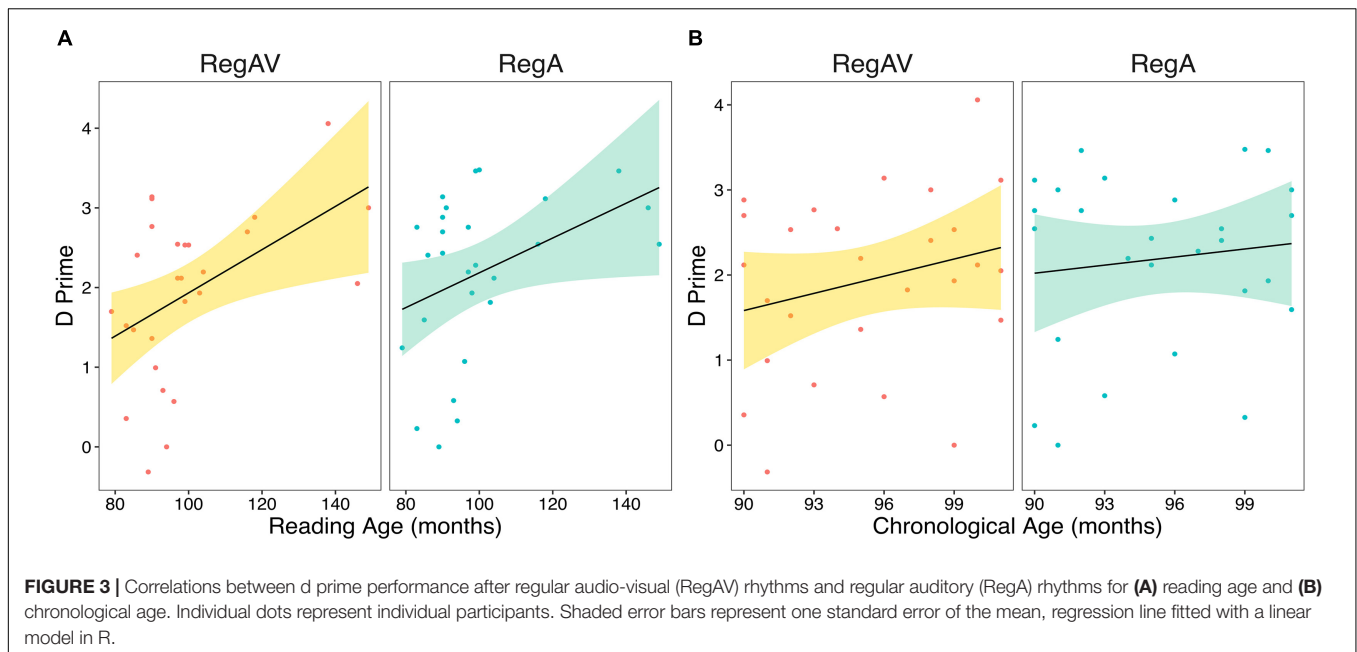 A
B
RegAV
RegA
RegAV
RegA
D Prime
4
3
2
1
0
80
100
120
140
80
100
120
140
Reading Age (months)
D Prime
4
3
2
1
0
90
93
96
99
90
93
96
99
Chronological Age (months)
FIGURE 3 | Correlations between d prime performance after regular audio-visual (RegAV) rhythms and regular auditory (RegA) rhythms for (A) reading age and (B)
chronological age. Individual dots represent individual participants. Shaded error bars represent one standard error of the mean, regression line fitted with a linear
model in R.